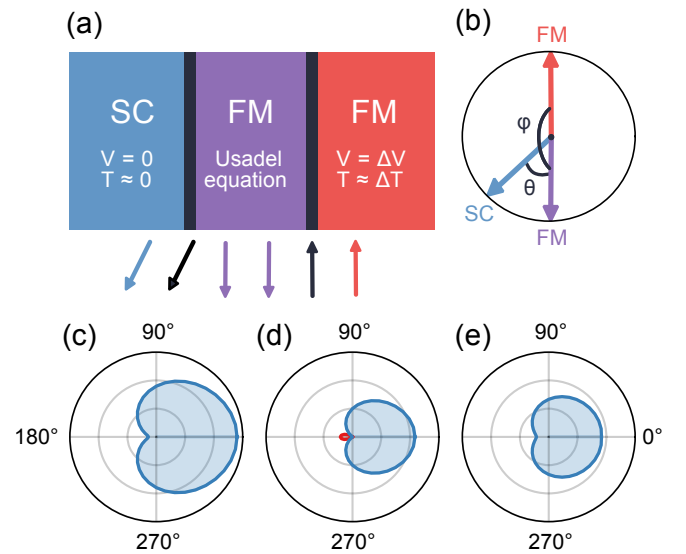 (a)
(b)
FM
SC
FM
FM
V = 0
T ≈ 0
Usadel
equation
V = ΔV
T ≈ ΔT
φ
θ
SC
FM
(c)
(d)
(e)
90°
90°
90°
180°
0°
270°
270°
270°